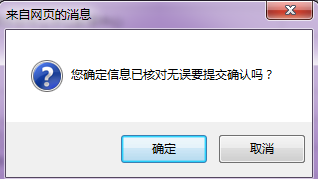 来自网页的消息
您确定信息已核对无误要提交确认吗？
确定
取消